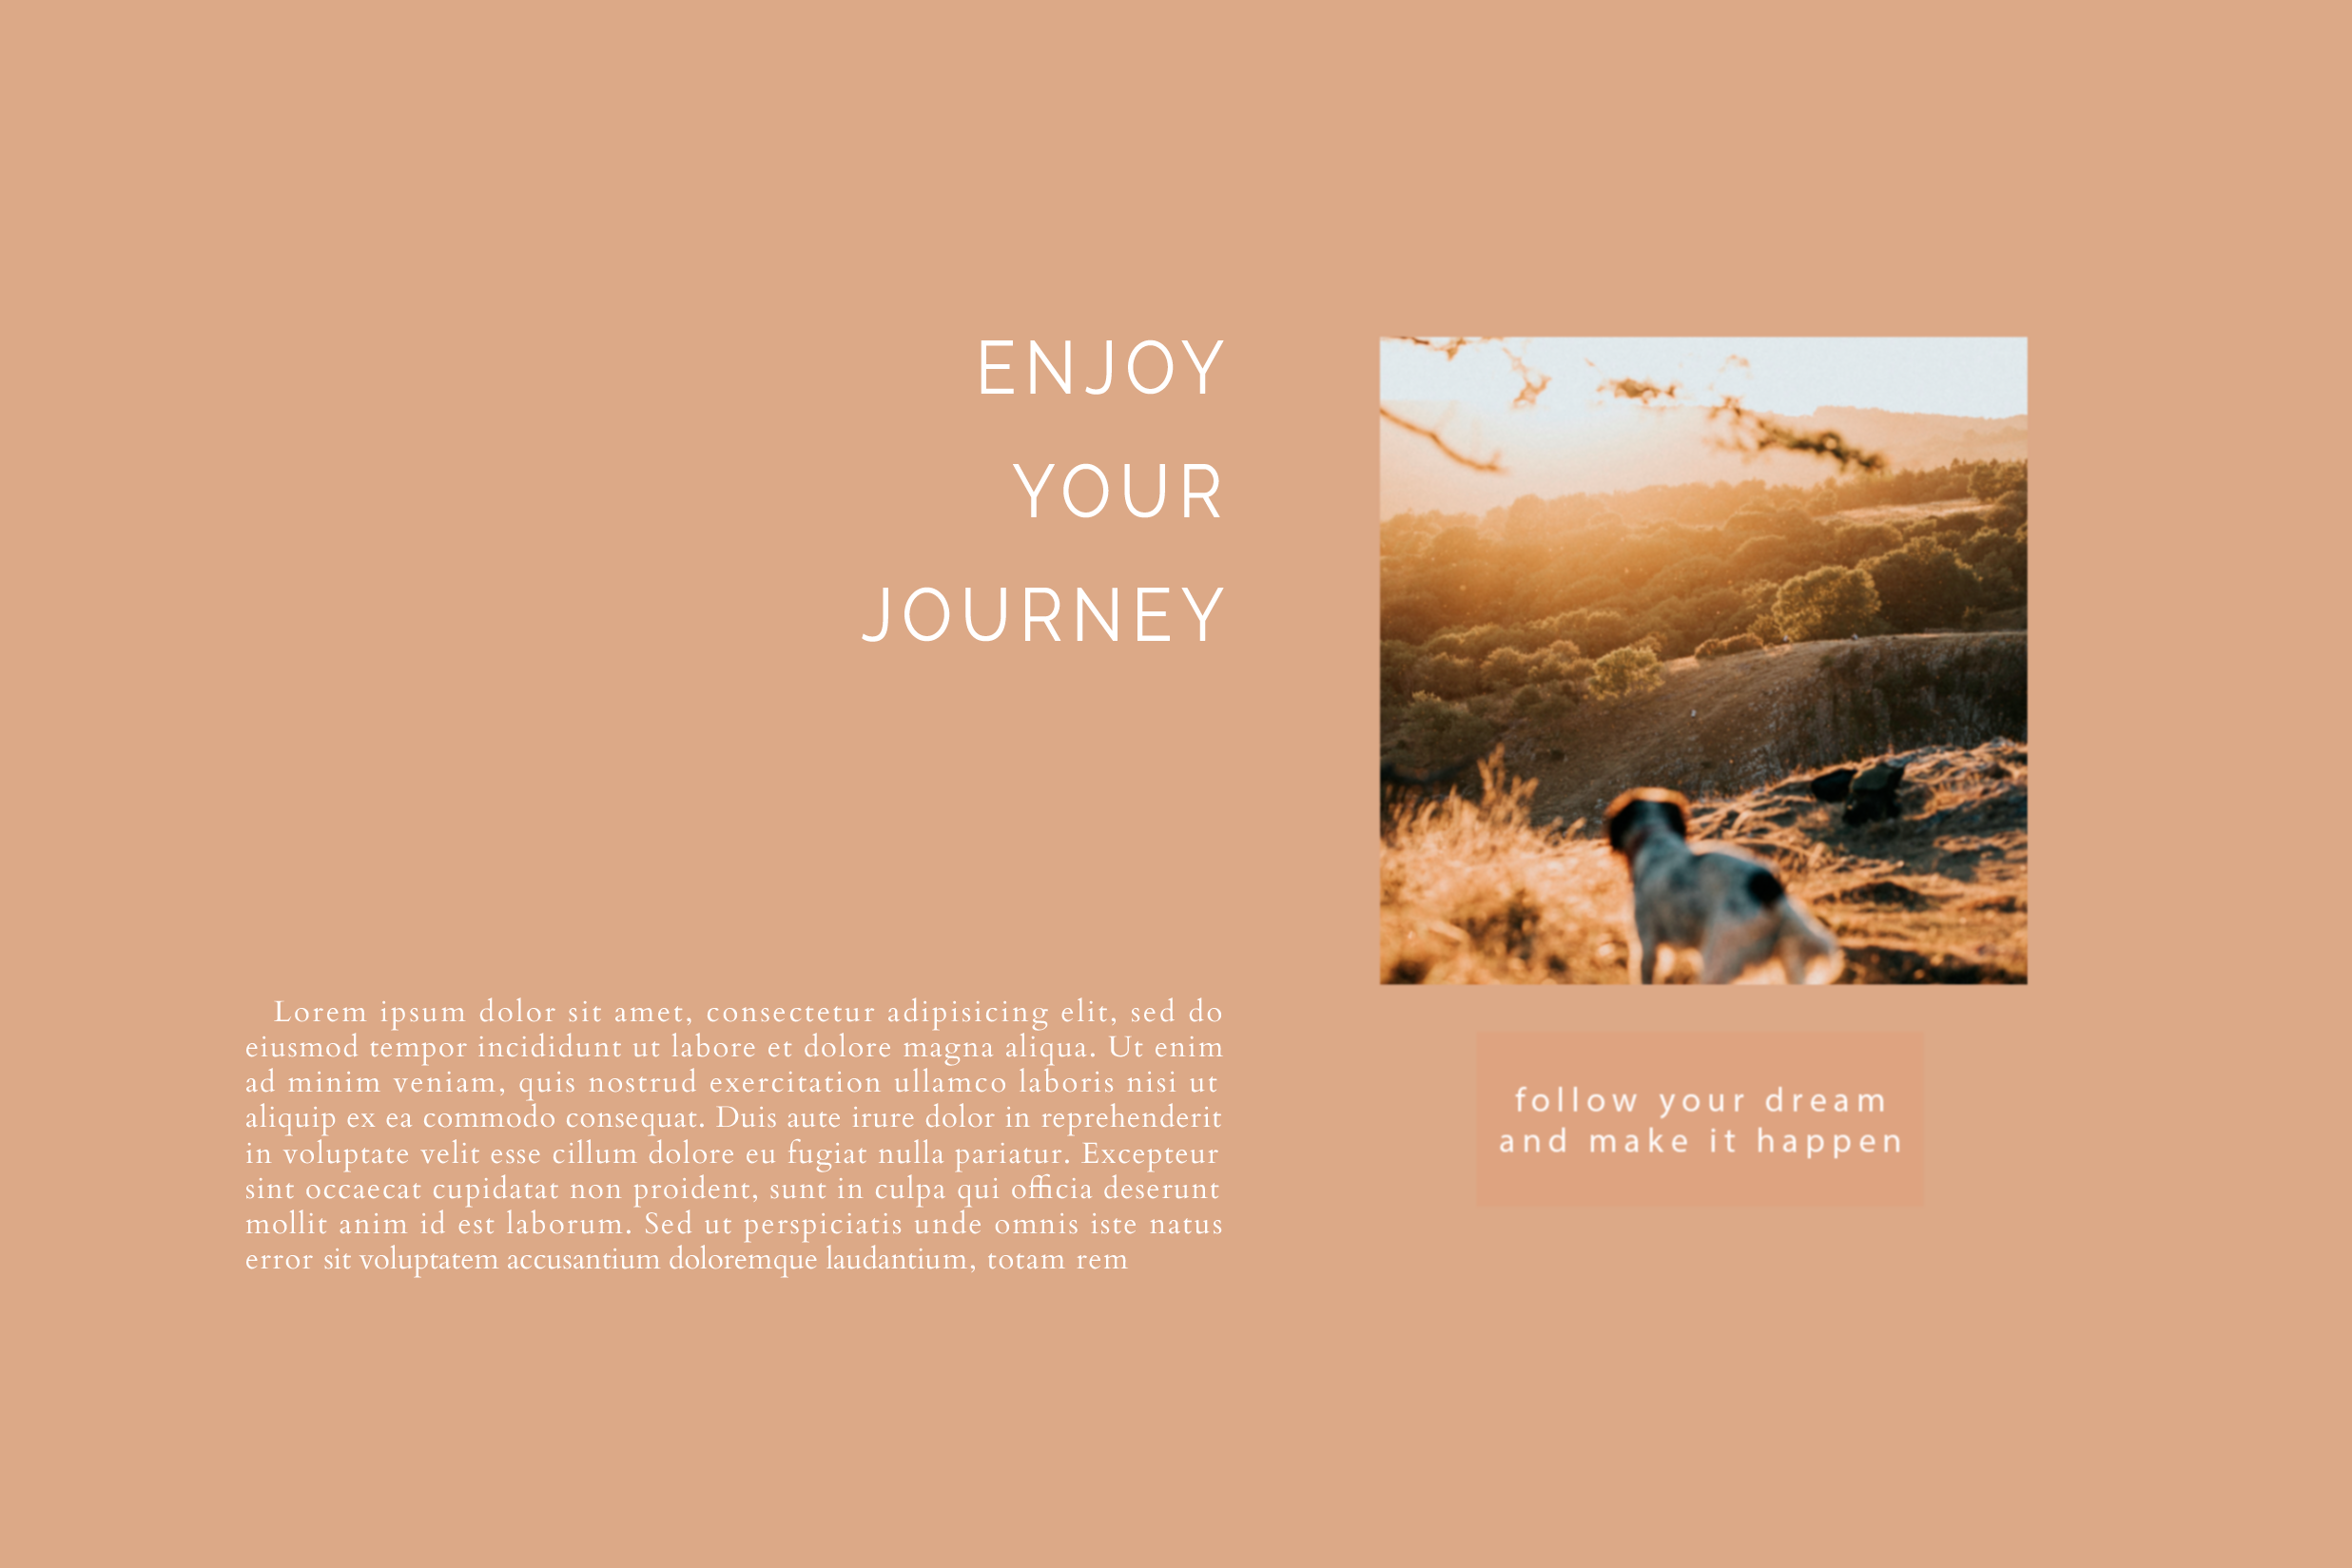 ENJOY
YOUR
JOURNEY
Lorem ipsum dolor sit amet, consectetur adipisicing elit, sed do
eiusmod tempor incididunt ut labore et dolore magna aliqua. Ut enim
ad minim veniam, quis nostrud exercitation ullamco laboris nisi ut
aliquip ex ea commodo consequat. Duis aute irure dolor in reprehenderit
in voluptate velit esse cillum dolore eu fugiat nulla pariatur. Excepteur
sint occaecat cupidatat non proident, sunt in culpa qui officia deserunt
mollit anim id est laborum. Sed ut perspiciatis unde omnis iste natus
error sit voluptatem accusantium doloremque laudantium, totam rem
follow your dream
and make it happen